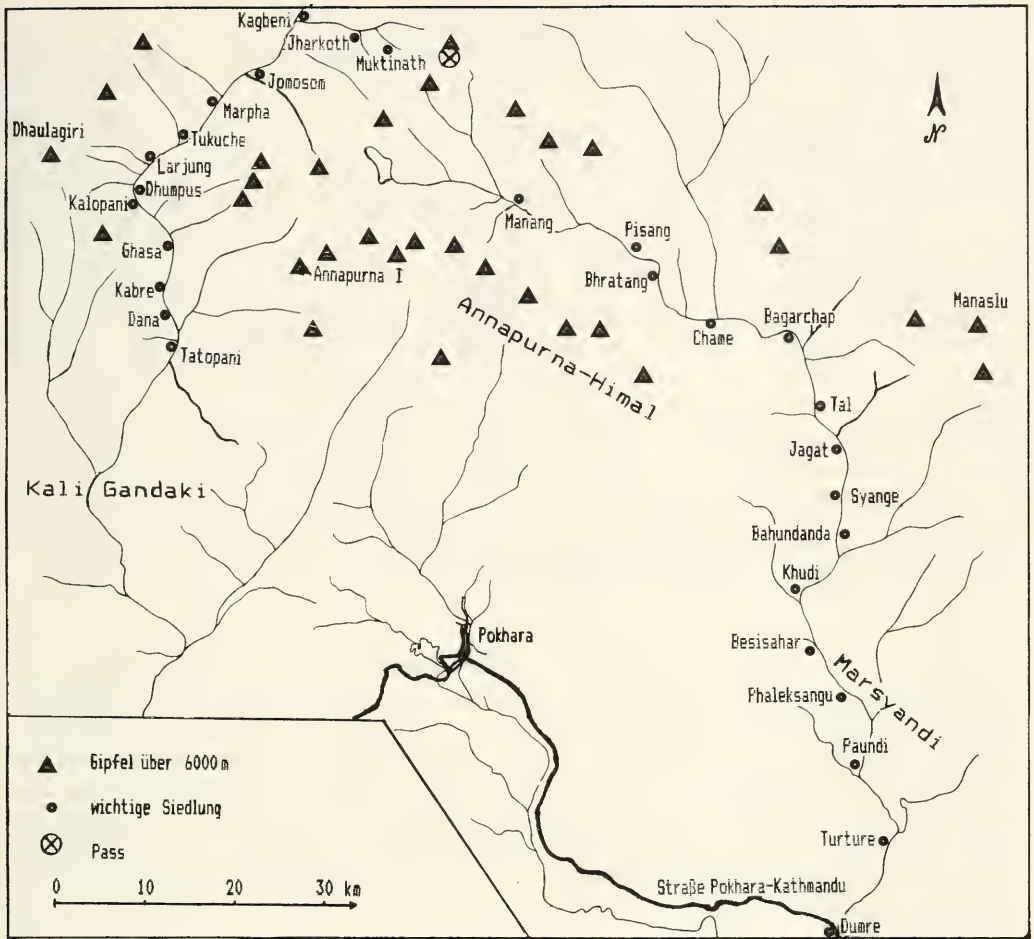 Kagbeni
Jharkoth
Muktinath
Jomosom
Marpha
Dhaulagiri
Tukuche
Larjung
Dhumpus
Kalopani
Ghasa
Kabre
Dana
Tatopani
Annapurna I
Annapurna-Himal
Manang
Pisang
Bhratang
Chame
Bagarchap
Manaslu
Tal
Jagat
Syange
Bahundanda
Khudi
Besisahar
Marsyandi
Phaleksangu
Paundi
Turture
Dumre
Straße Pokhara-Kathmandu
Pokhara
Kali Gandaki
N
Gipfel über 6000 m
wichtige Siedlung
Pass
0 10 20 30 km